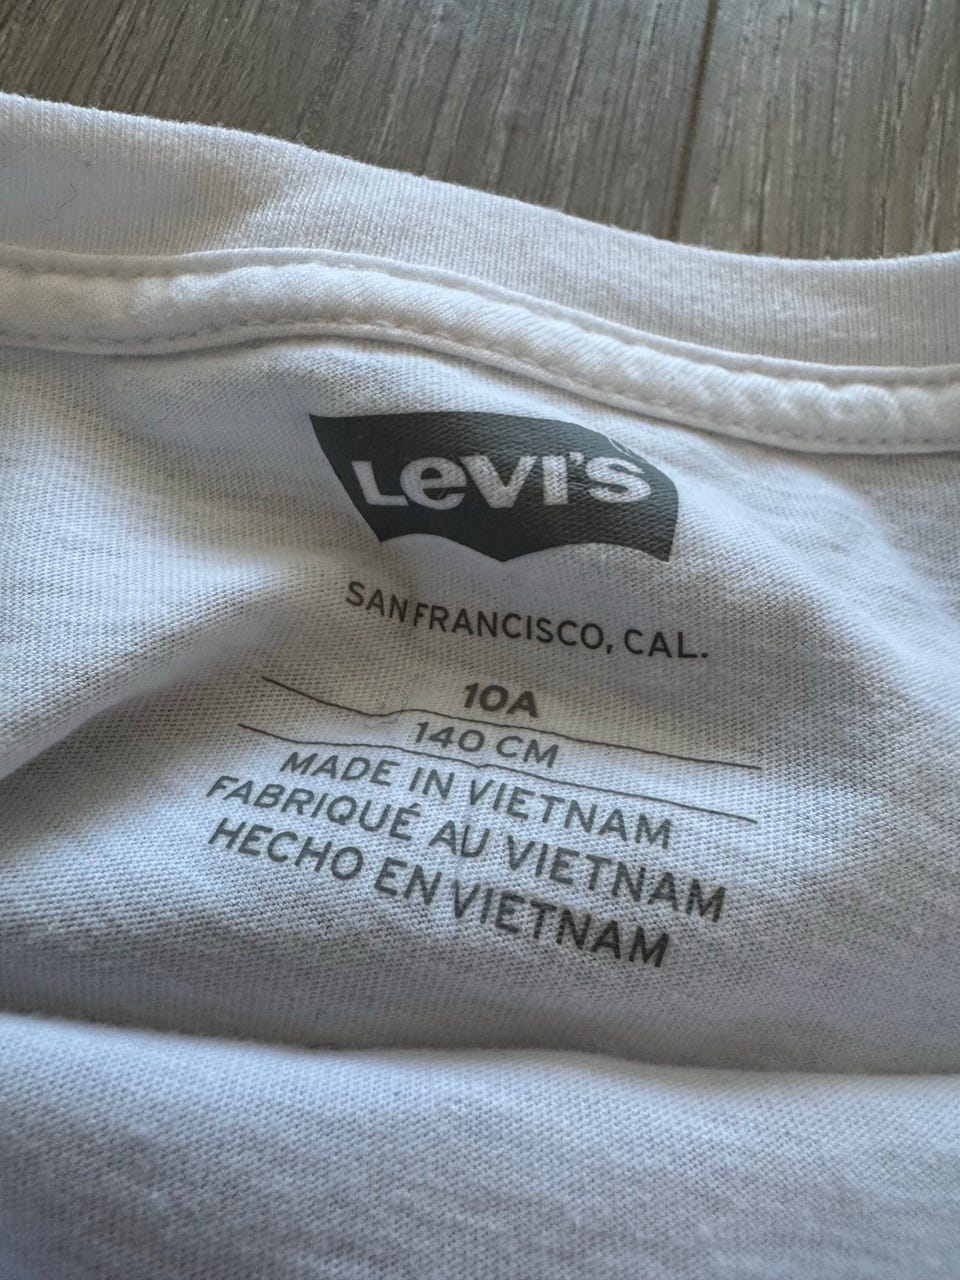 LeVI'S
SAN FRANCISCO, CAL.
10A
140 CM
MADE IN VIETNAM
FABRIQUÉ AU VIETNAM
HECHO EN VIETNAM